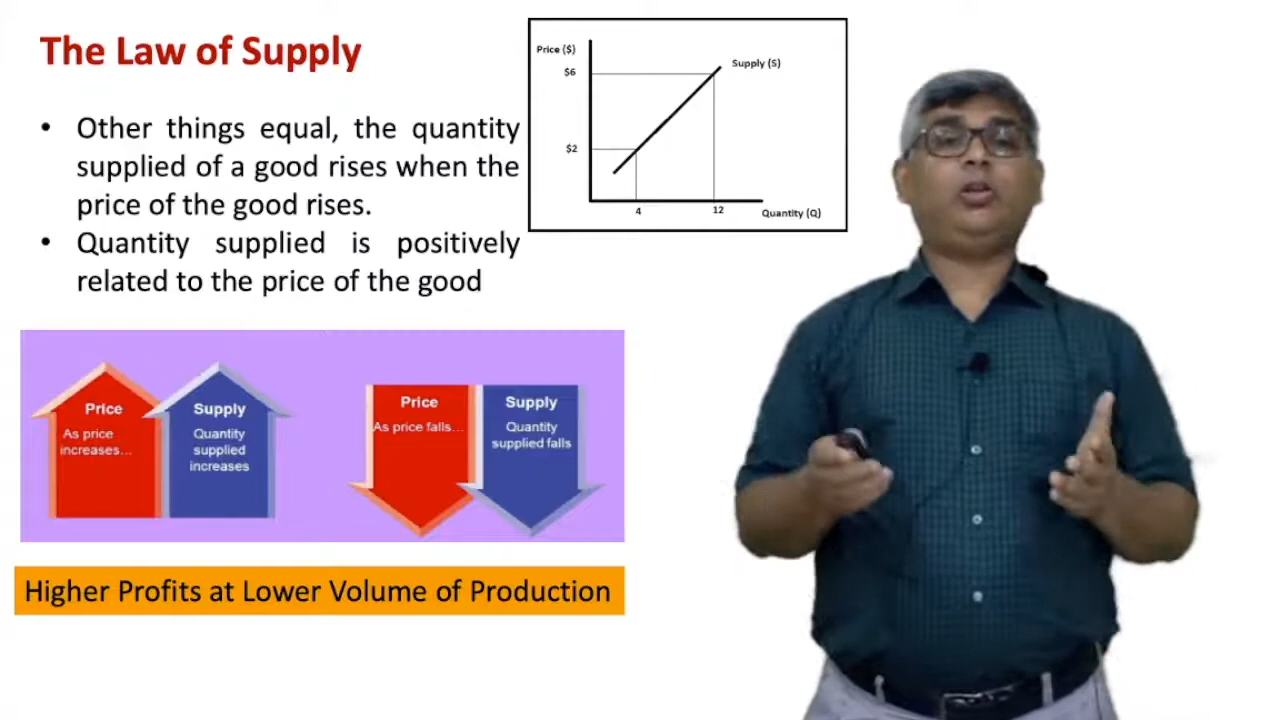 The Law of Supply
• Other things equal, the quantity
supplied of a good rises when the
price of the good rises.
• Quantity supplied is positively
related to the price of the good
Price ($)
$6
Supply (S)
$2
4
12
Quantity (Q)
Price
As price
increases...
Supply
Quantity
supplied
increases
Price
As price falls...
Supply
Quantity
supplied falls
Higher Profits at Lower Volume of Production